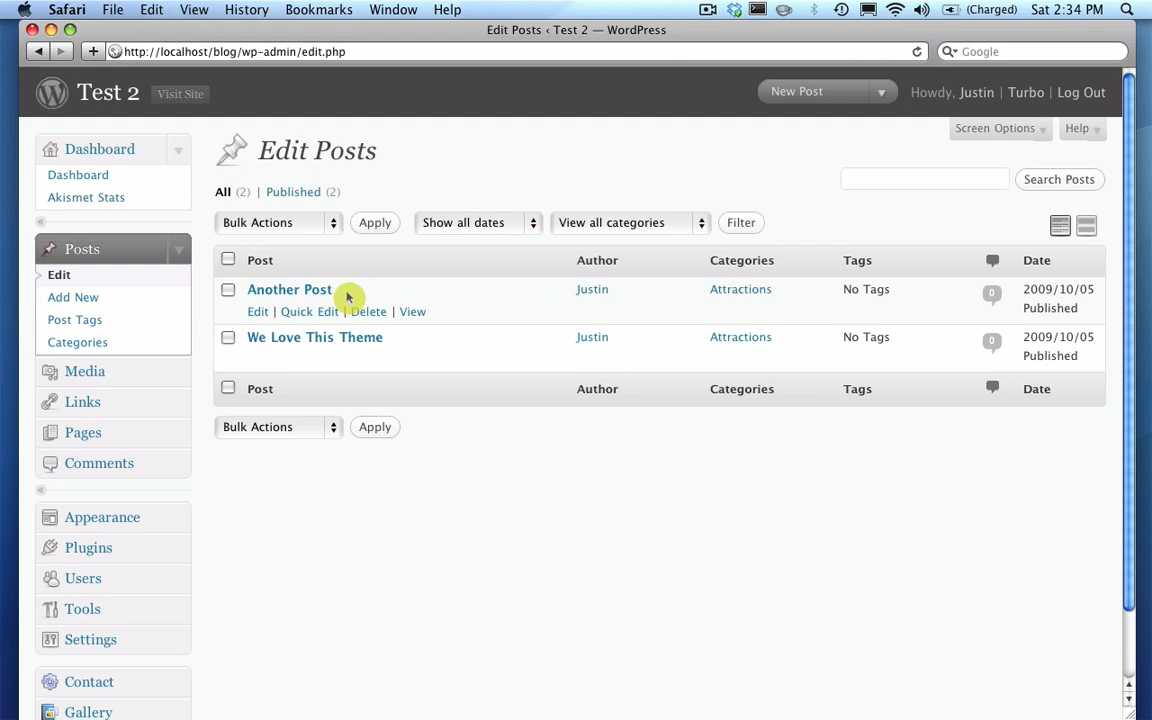 Safari File Edit View History Bookmarks Window Help (Charged) Sat 2:34 PM
Edit Posts ‹ Test 2 — WordPress
http://localhost/blog/wp-admin/edit.php Google
Test 2 Visit Site New Post Howdy, Justin | Turbo | Log Out
Screen Options Help
Dashboard
Dashboard
Akismet Stats
Posts
Edit
Add New
Post Tags
Categories
Media
Links
Pages
Comments
Appearance
Plugins
Users
Tools
Settings
Contact
Gallery
Edit Posts
All (2) | Published (2)
Search Posts
Bulk Actions Apply Show all dates View all categories Filter
Post Author Categories Tags Date
Another Post Justin Attractions No Tags 0 2009/10/05
Edit | Quick Edit | Delete | View Published
We Love This Theme Justin Attractions No Tags 0 2009/10/05
Published
Post Author Categories Tags Date
Bulk Actions Apply